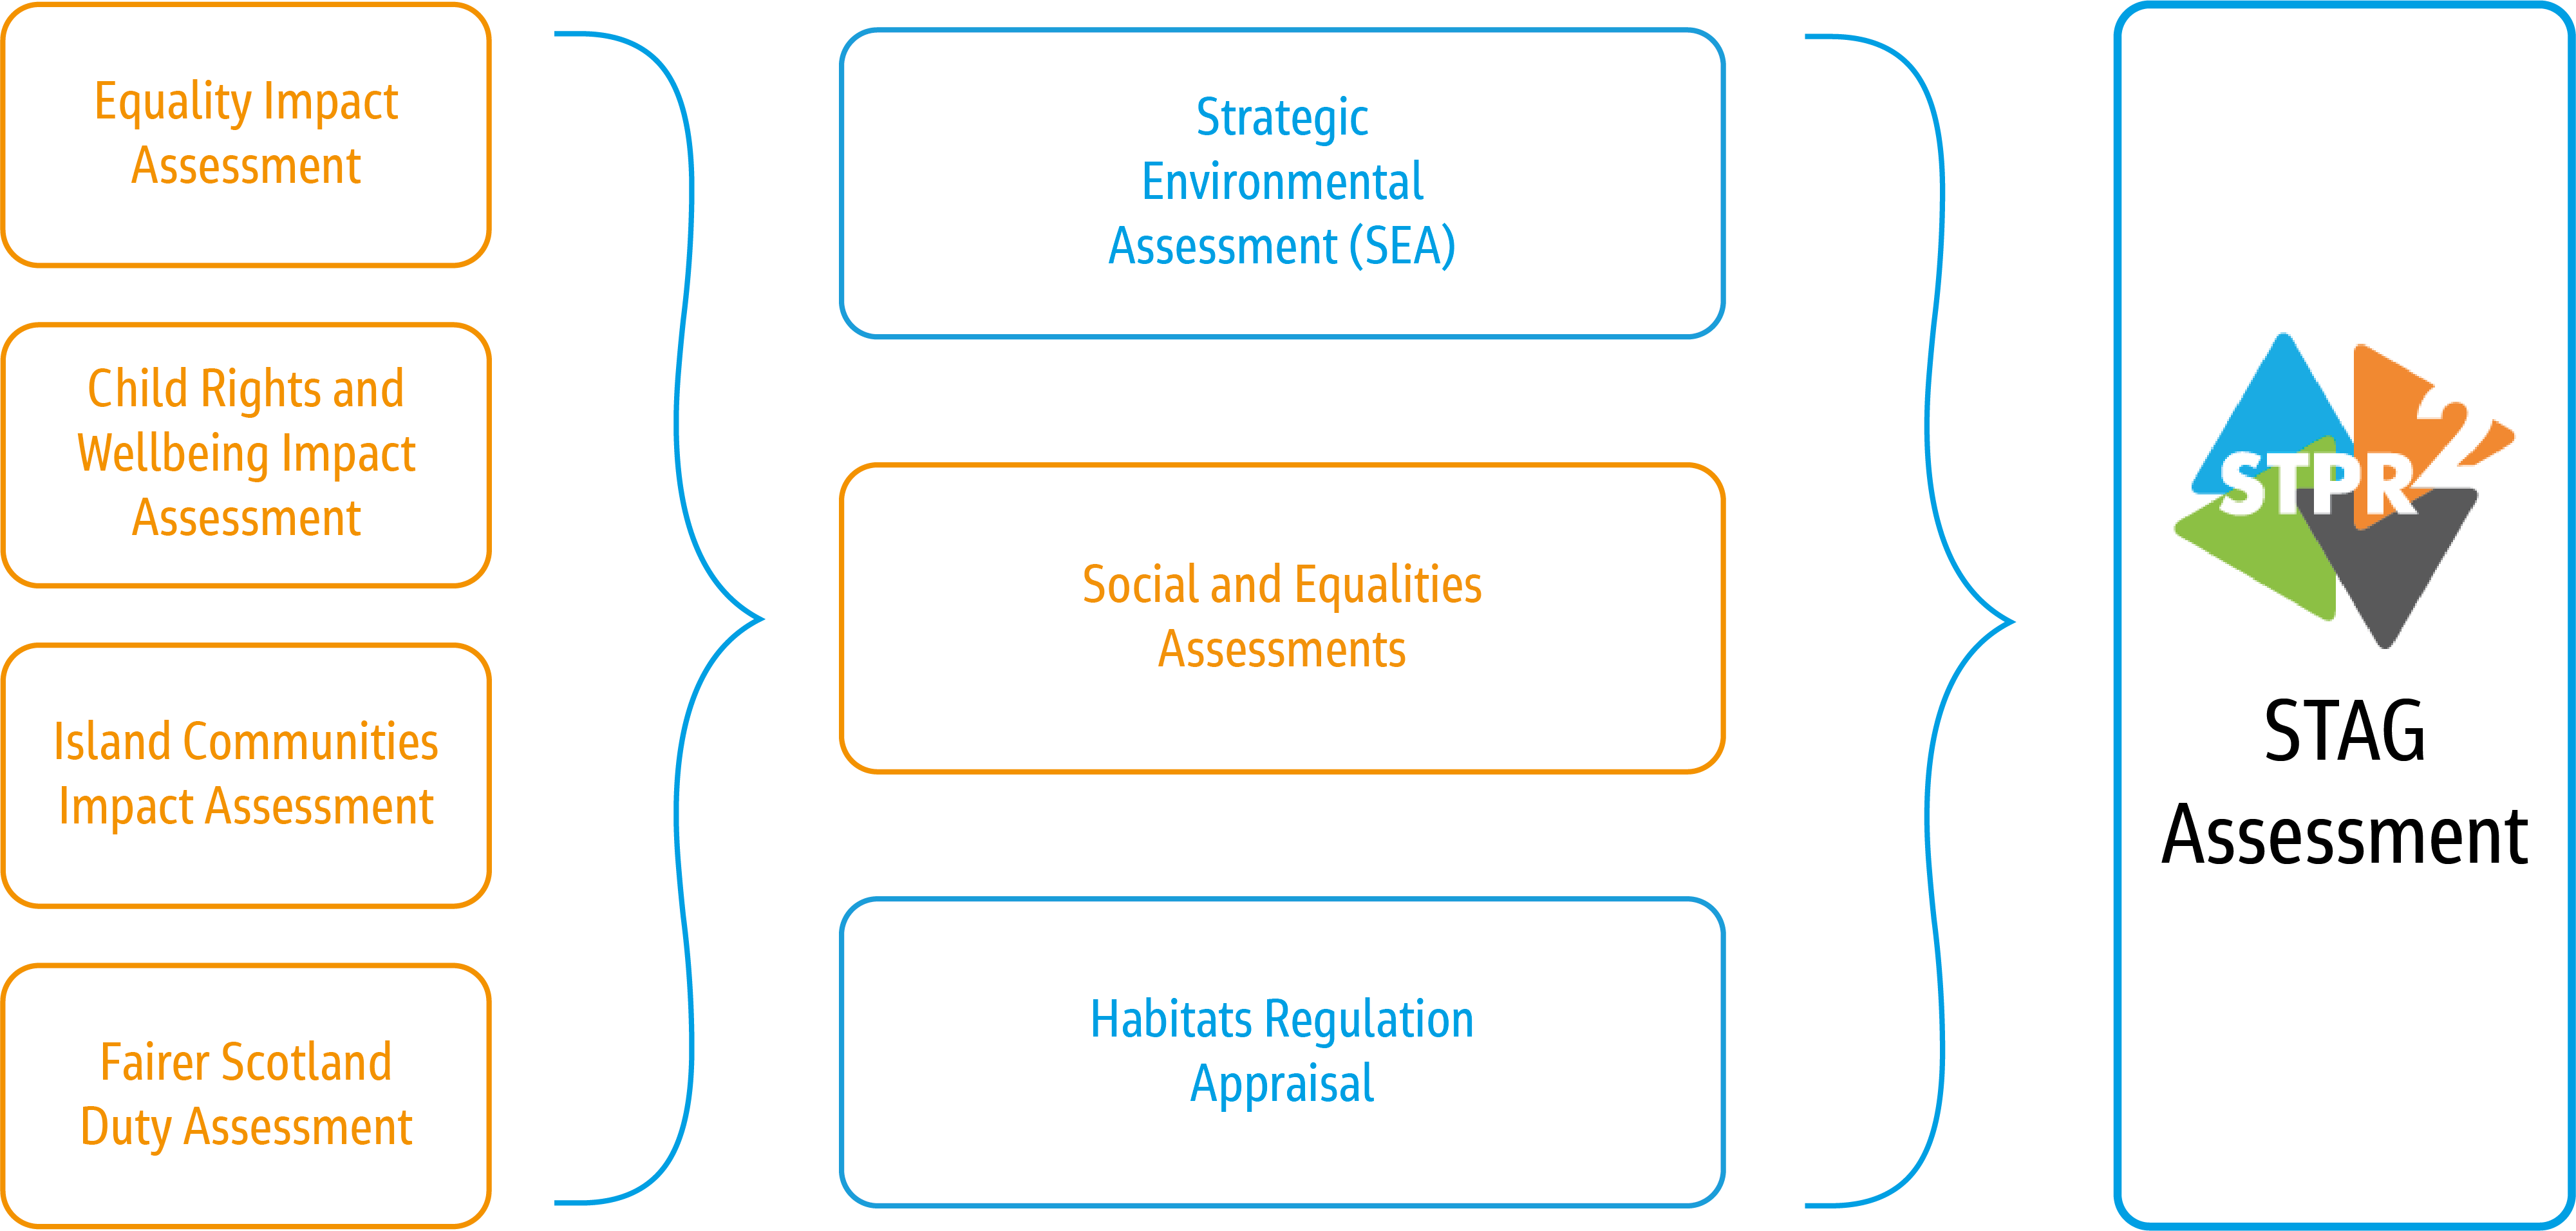 Equality Impact
Assessment
Child Rights and
Wellbeing Impact
Assessment
Island Communities
Impact Assessment
Fairer Scotland
Duty Assessment
Strategic
Environmental
Assessment (SEA)
Social and Equalities
Assessments
Habitats Regulation
Appraisal
STPR2
STAG
Assessment